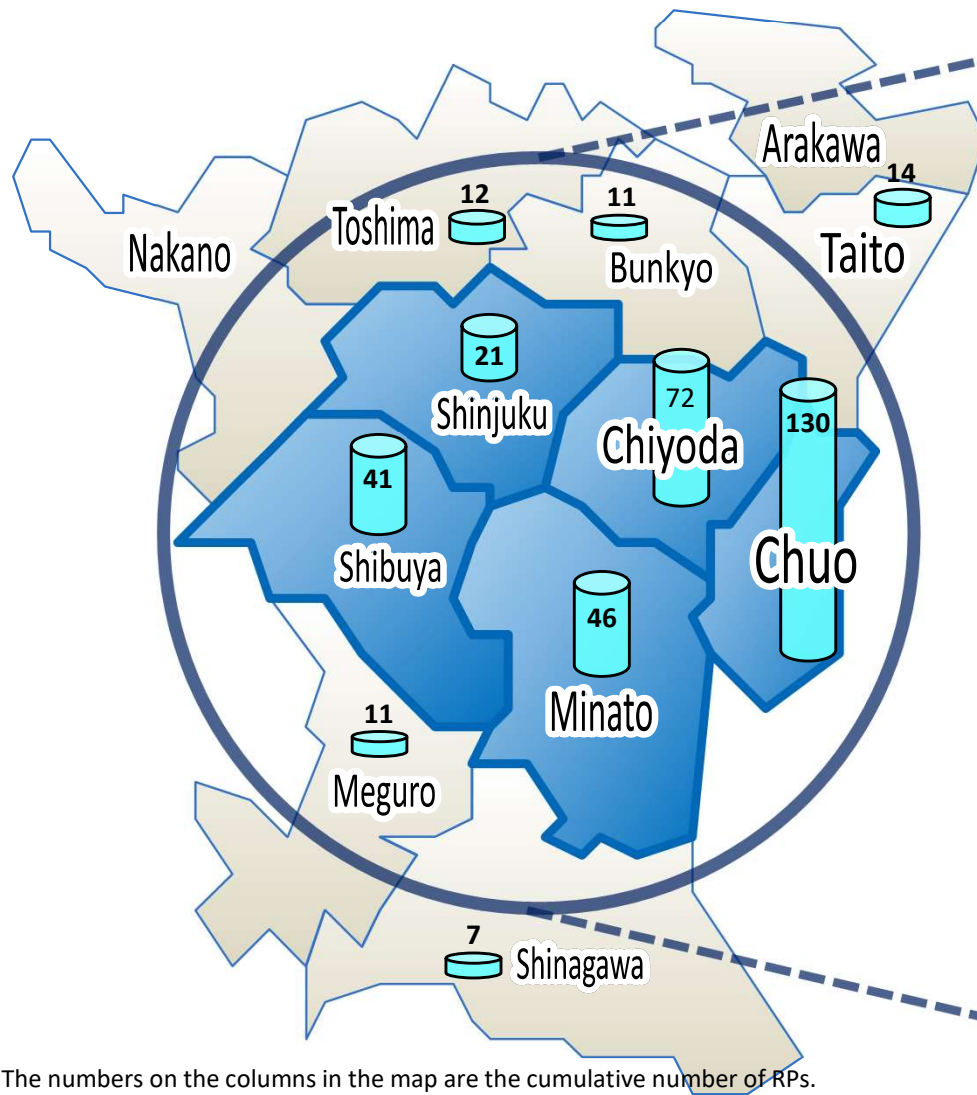 Arakawa
14
Taito
12
Toshima
11
Bunkyo
Nakano
21
Shinjuku
72
Chiyoda
130
Chuo
41
Shibuya
46
Minato
11
Meguro
7
Shinagawa
The numbers on the columns in the map are the cumulative number of RPs.